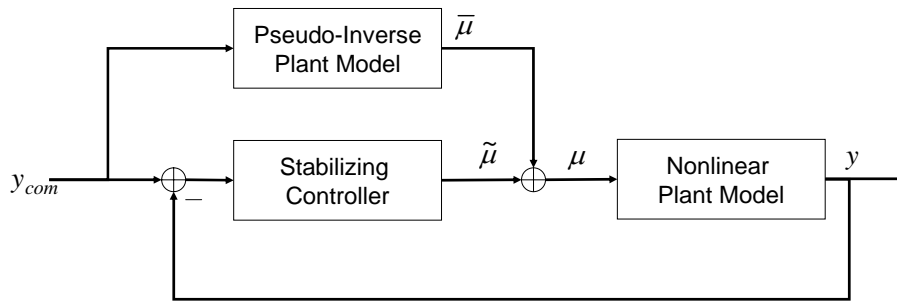 Pseudo-Inverse
Plant Model
μ̄
y_com
−
Stabilizing
Controller
μ̃
μ
Nonlinear
Plant Model
y